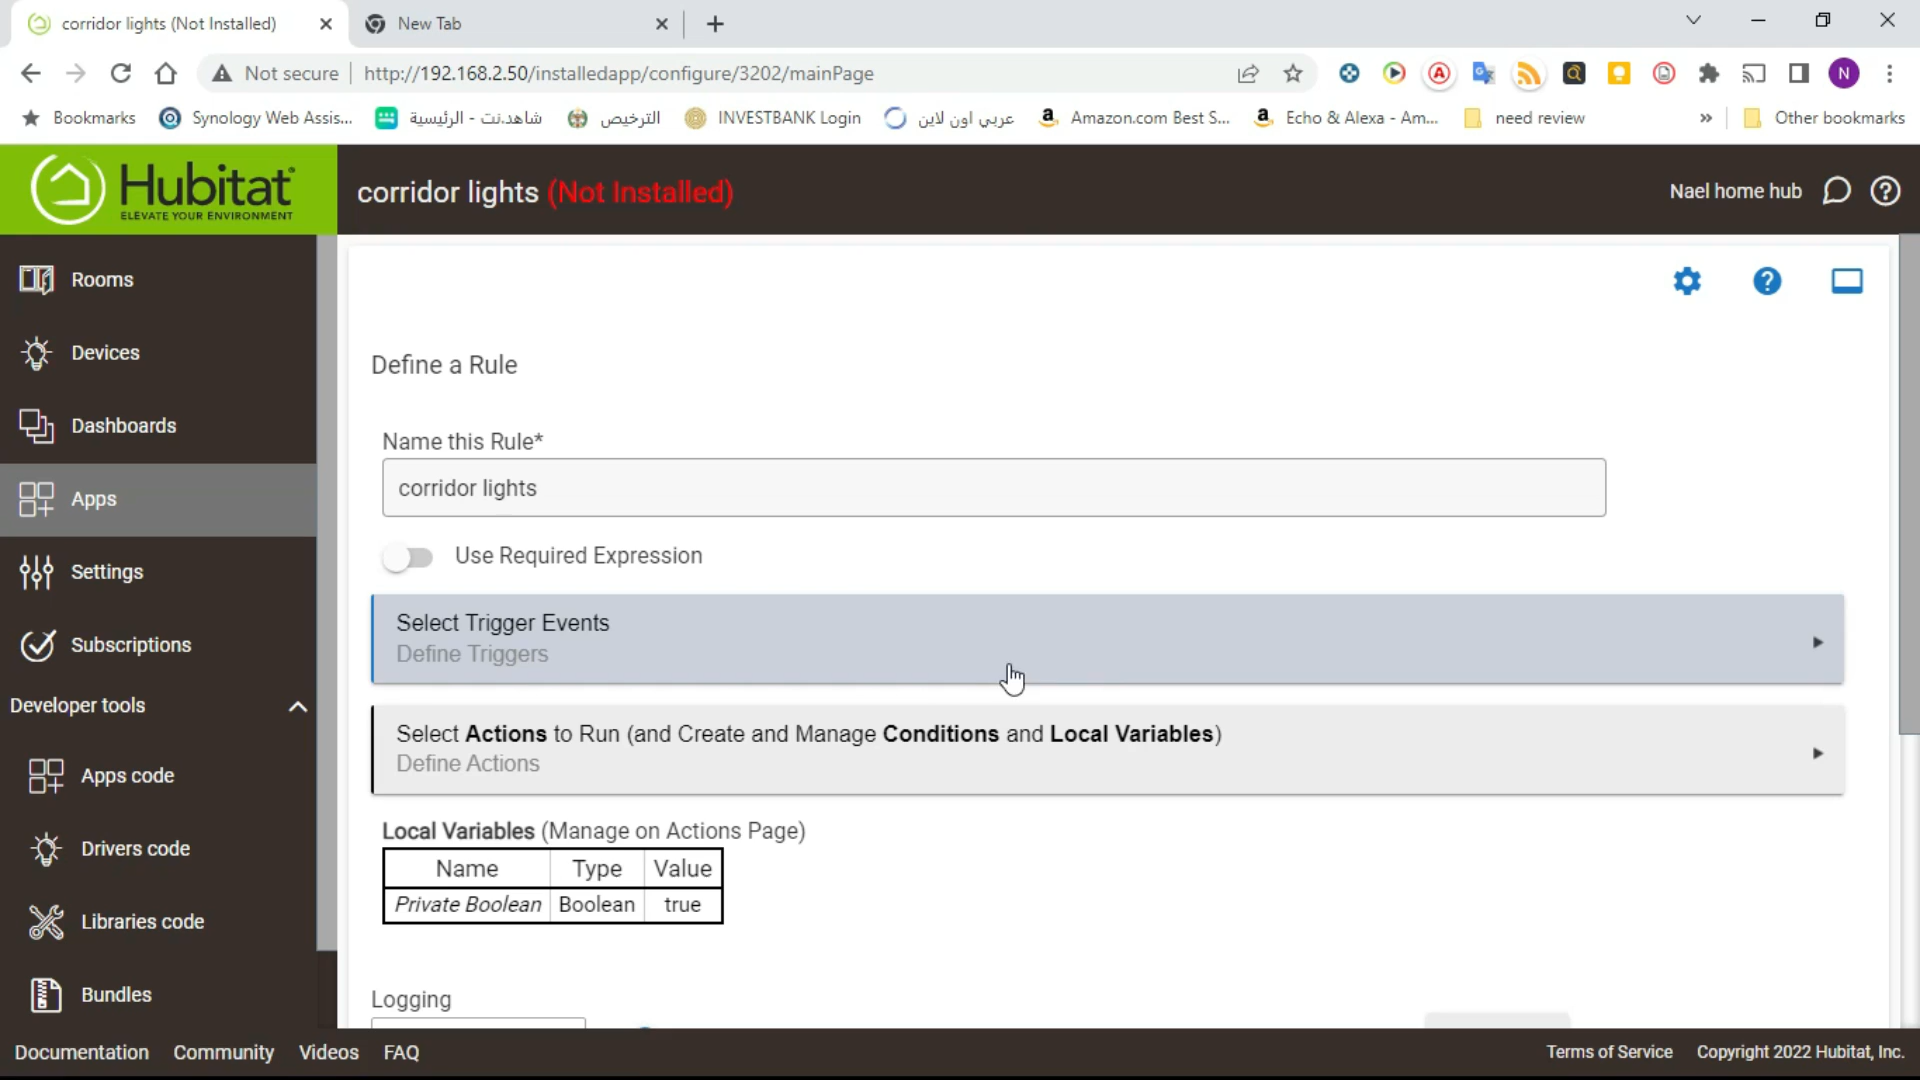 corridor lights (Not Installed)
New Tab
Not secure
http://192.168.2.50/installedapp/configure/3202/mainPage
N
Bookmarks
Synology Web Assis...
شاهد.نت - الرئيسية
الترخيص
INVESTBANK Login
عربي اون لاين
Amazon.com Best S...
Echo & Alexa - Am...
need review
»
Other bookmarks
Hubitat
ELEVATE YOUR ENVIRONMENT
corridor lights (Not Installed)
Nael home hub
Rooms
Devices
Dashboards
Apps
Settings
Subscriptions
Developer tools
Apps code
Drivers code
Libraries code
Bundles
Define a Rule
Name this Rule*
corridor lights
Use Required Expression
Select Trigger Events
Define Triggers
Select Actions to Run (and Create and Manage Conditions and Local Variables)
Define Actions
Local Variables (Manage on Actions Page)
Name Type Value
Private Boolean Boolean true
Logging
Documentation Community Videos FAQ
Terms of Service Copyright 2022 Hubitat, Inc.